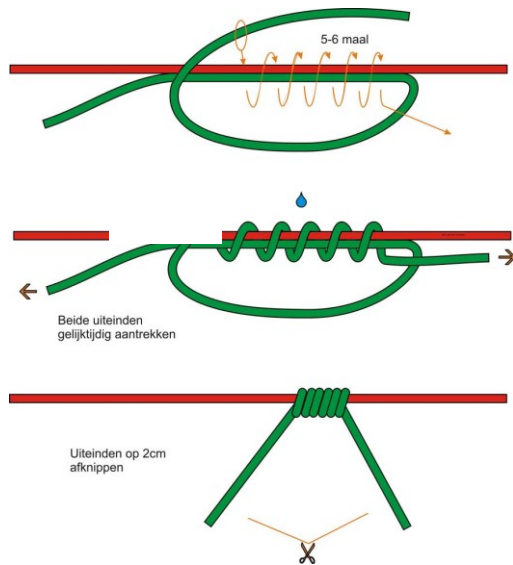 5-6 maal
Beide uiteinden
gelijktijdig aantrekken
Uiteinden op 2cm
afknippen